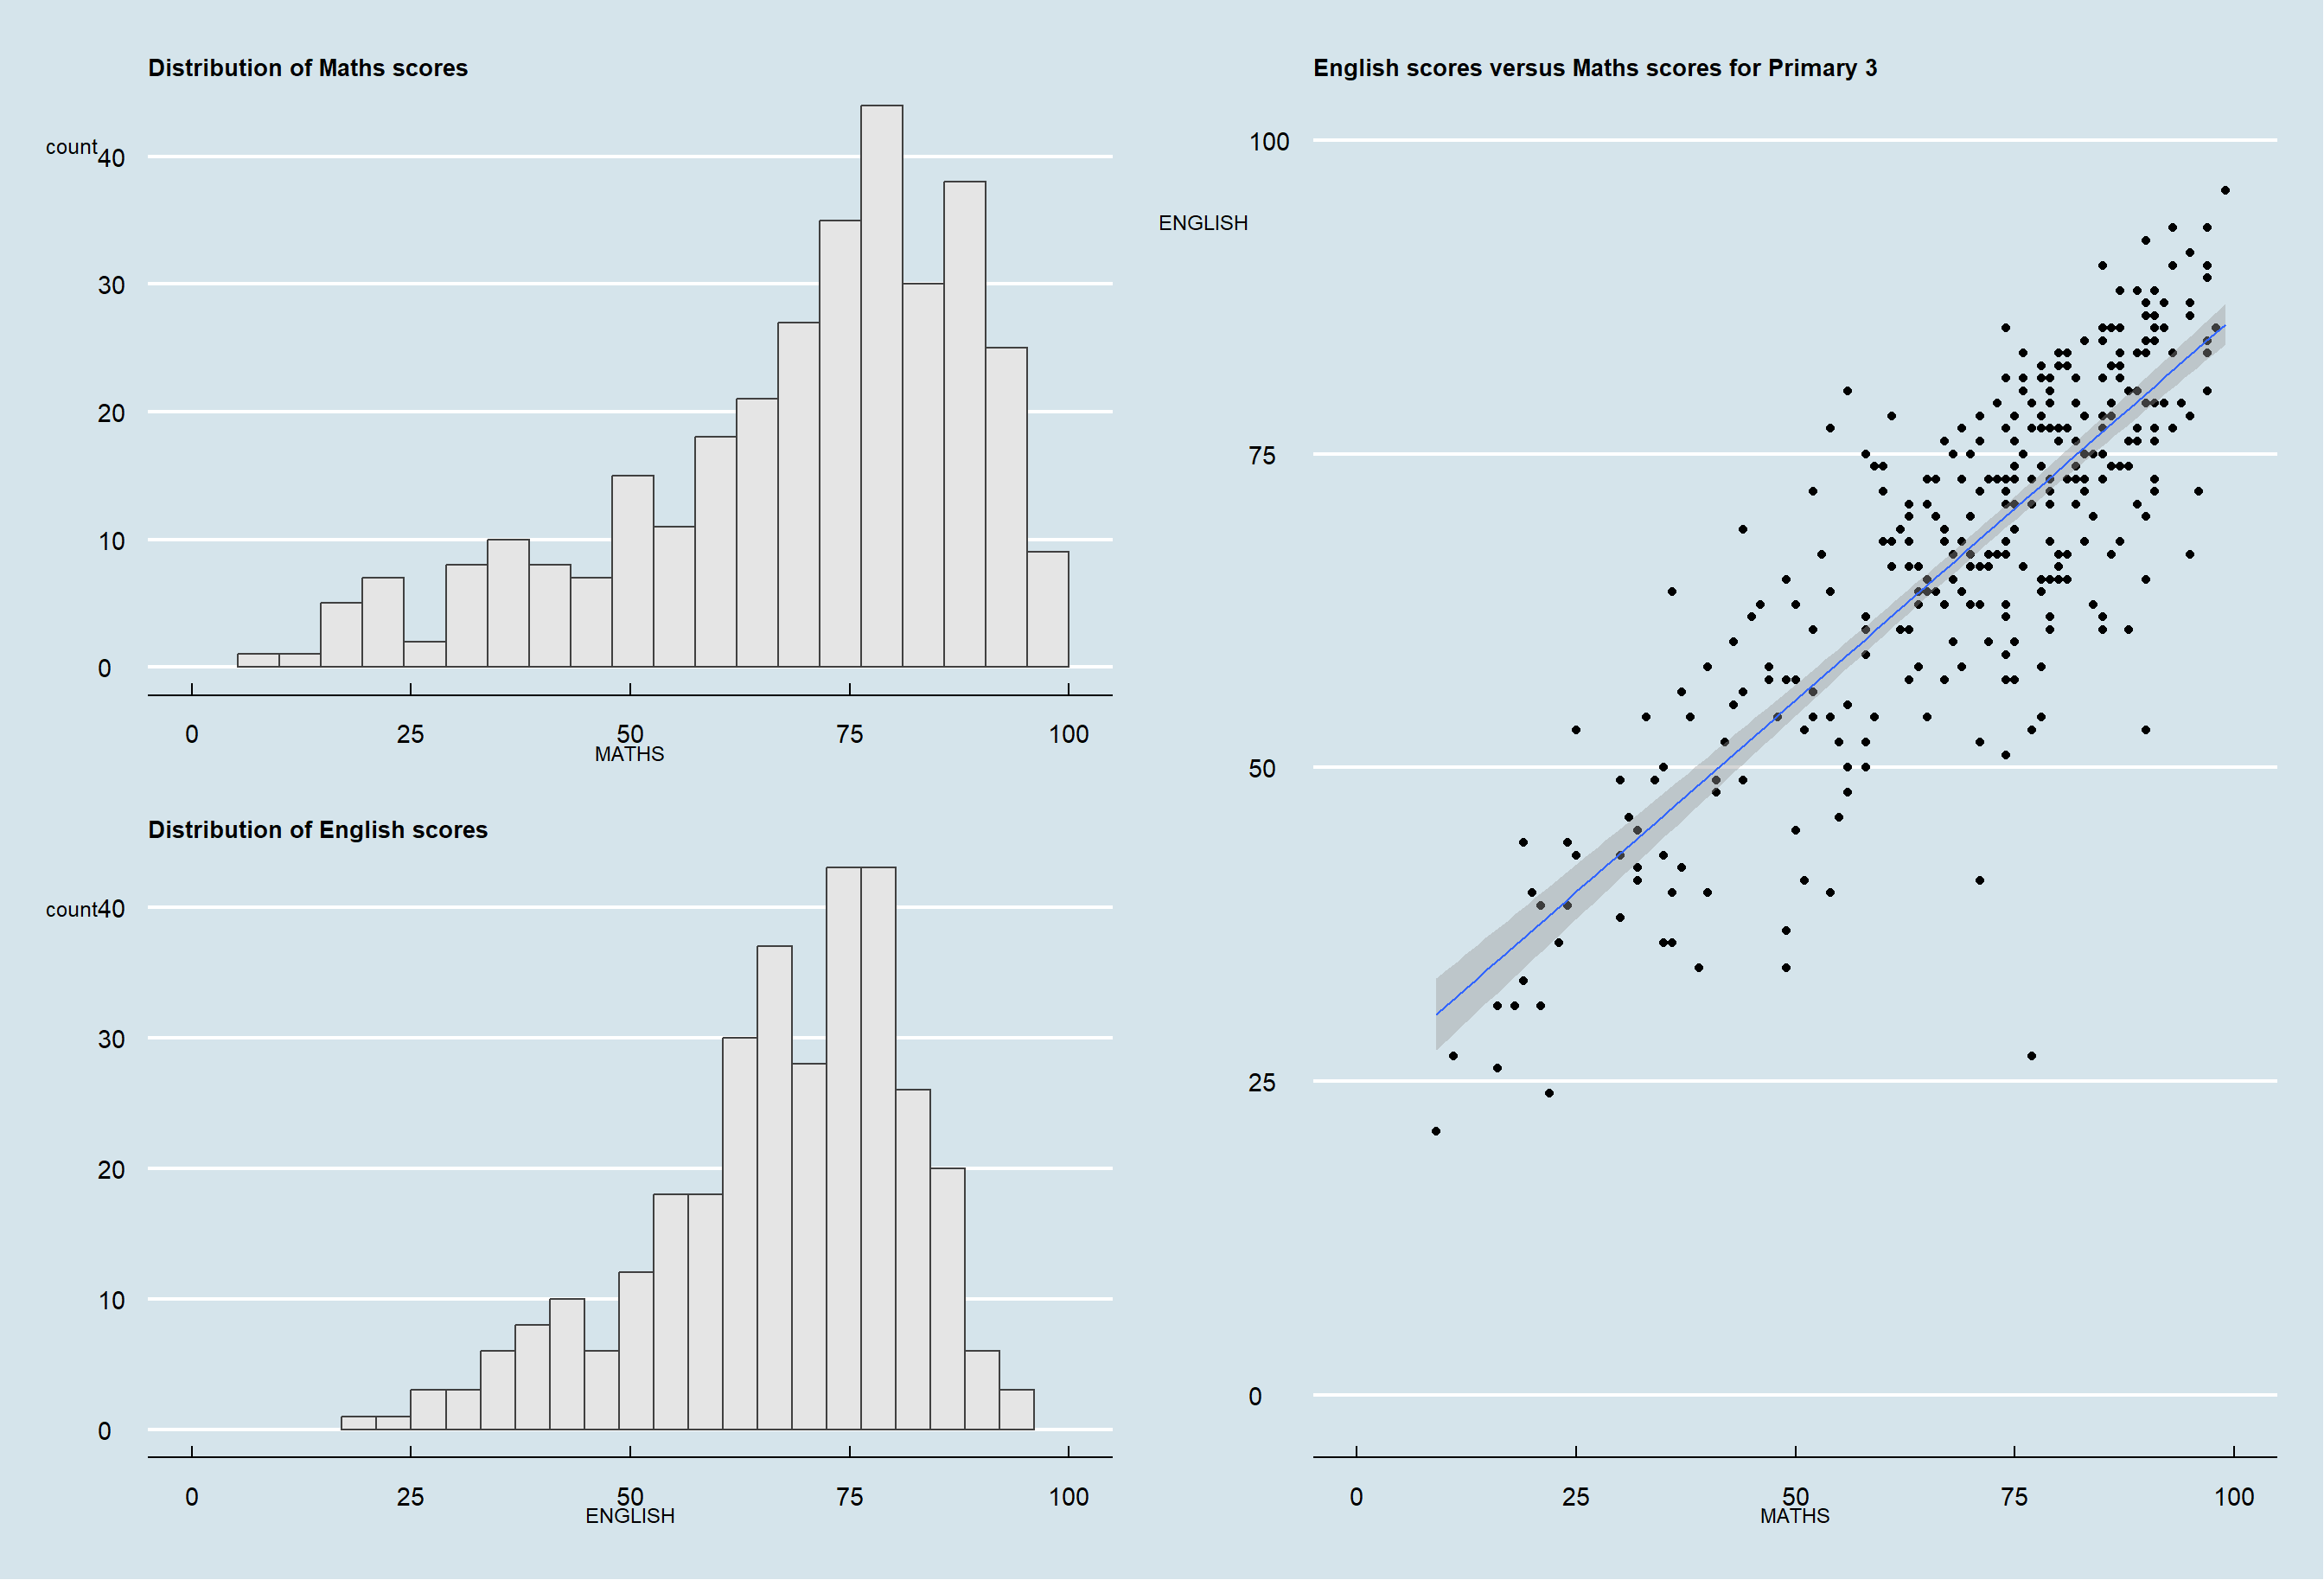 Distribution of Maths scores
count
40
30
20
10
0
0 25 50 75 100
MATHS
Distribution of English scores
count
40
30
20
10
0
0 25 50 75 100
ENGLISH
English scores versus Maths scores for Primary 3
ENGLISH
100
75
50
25
0
0 25 50 75 100
MATHS